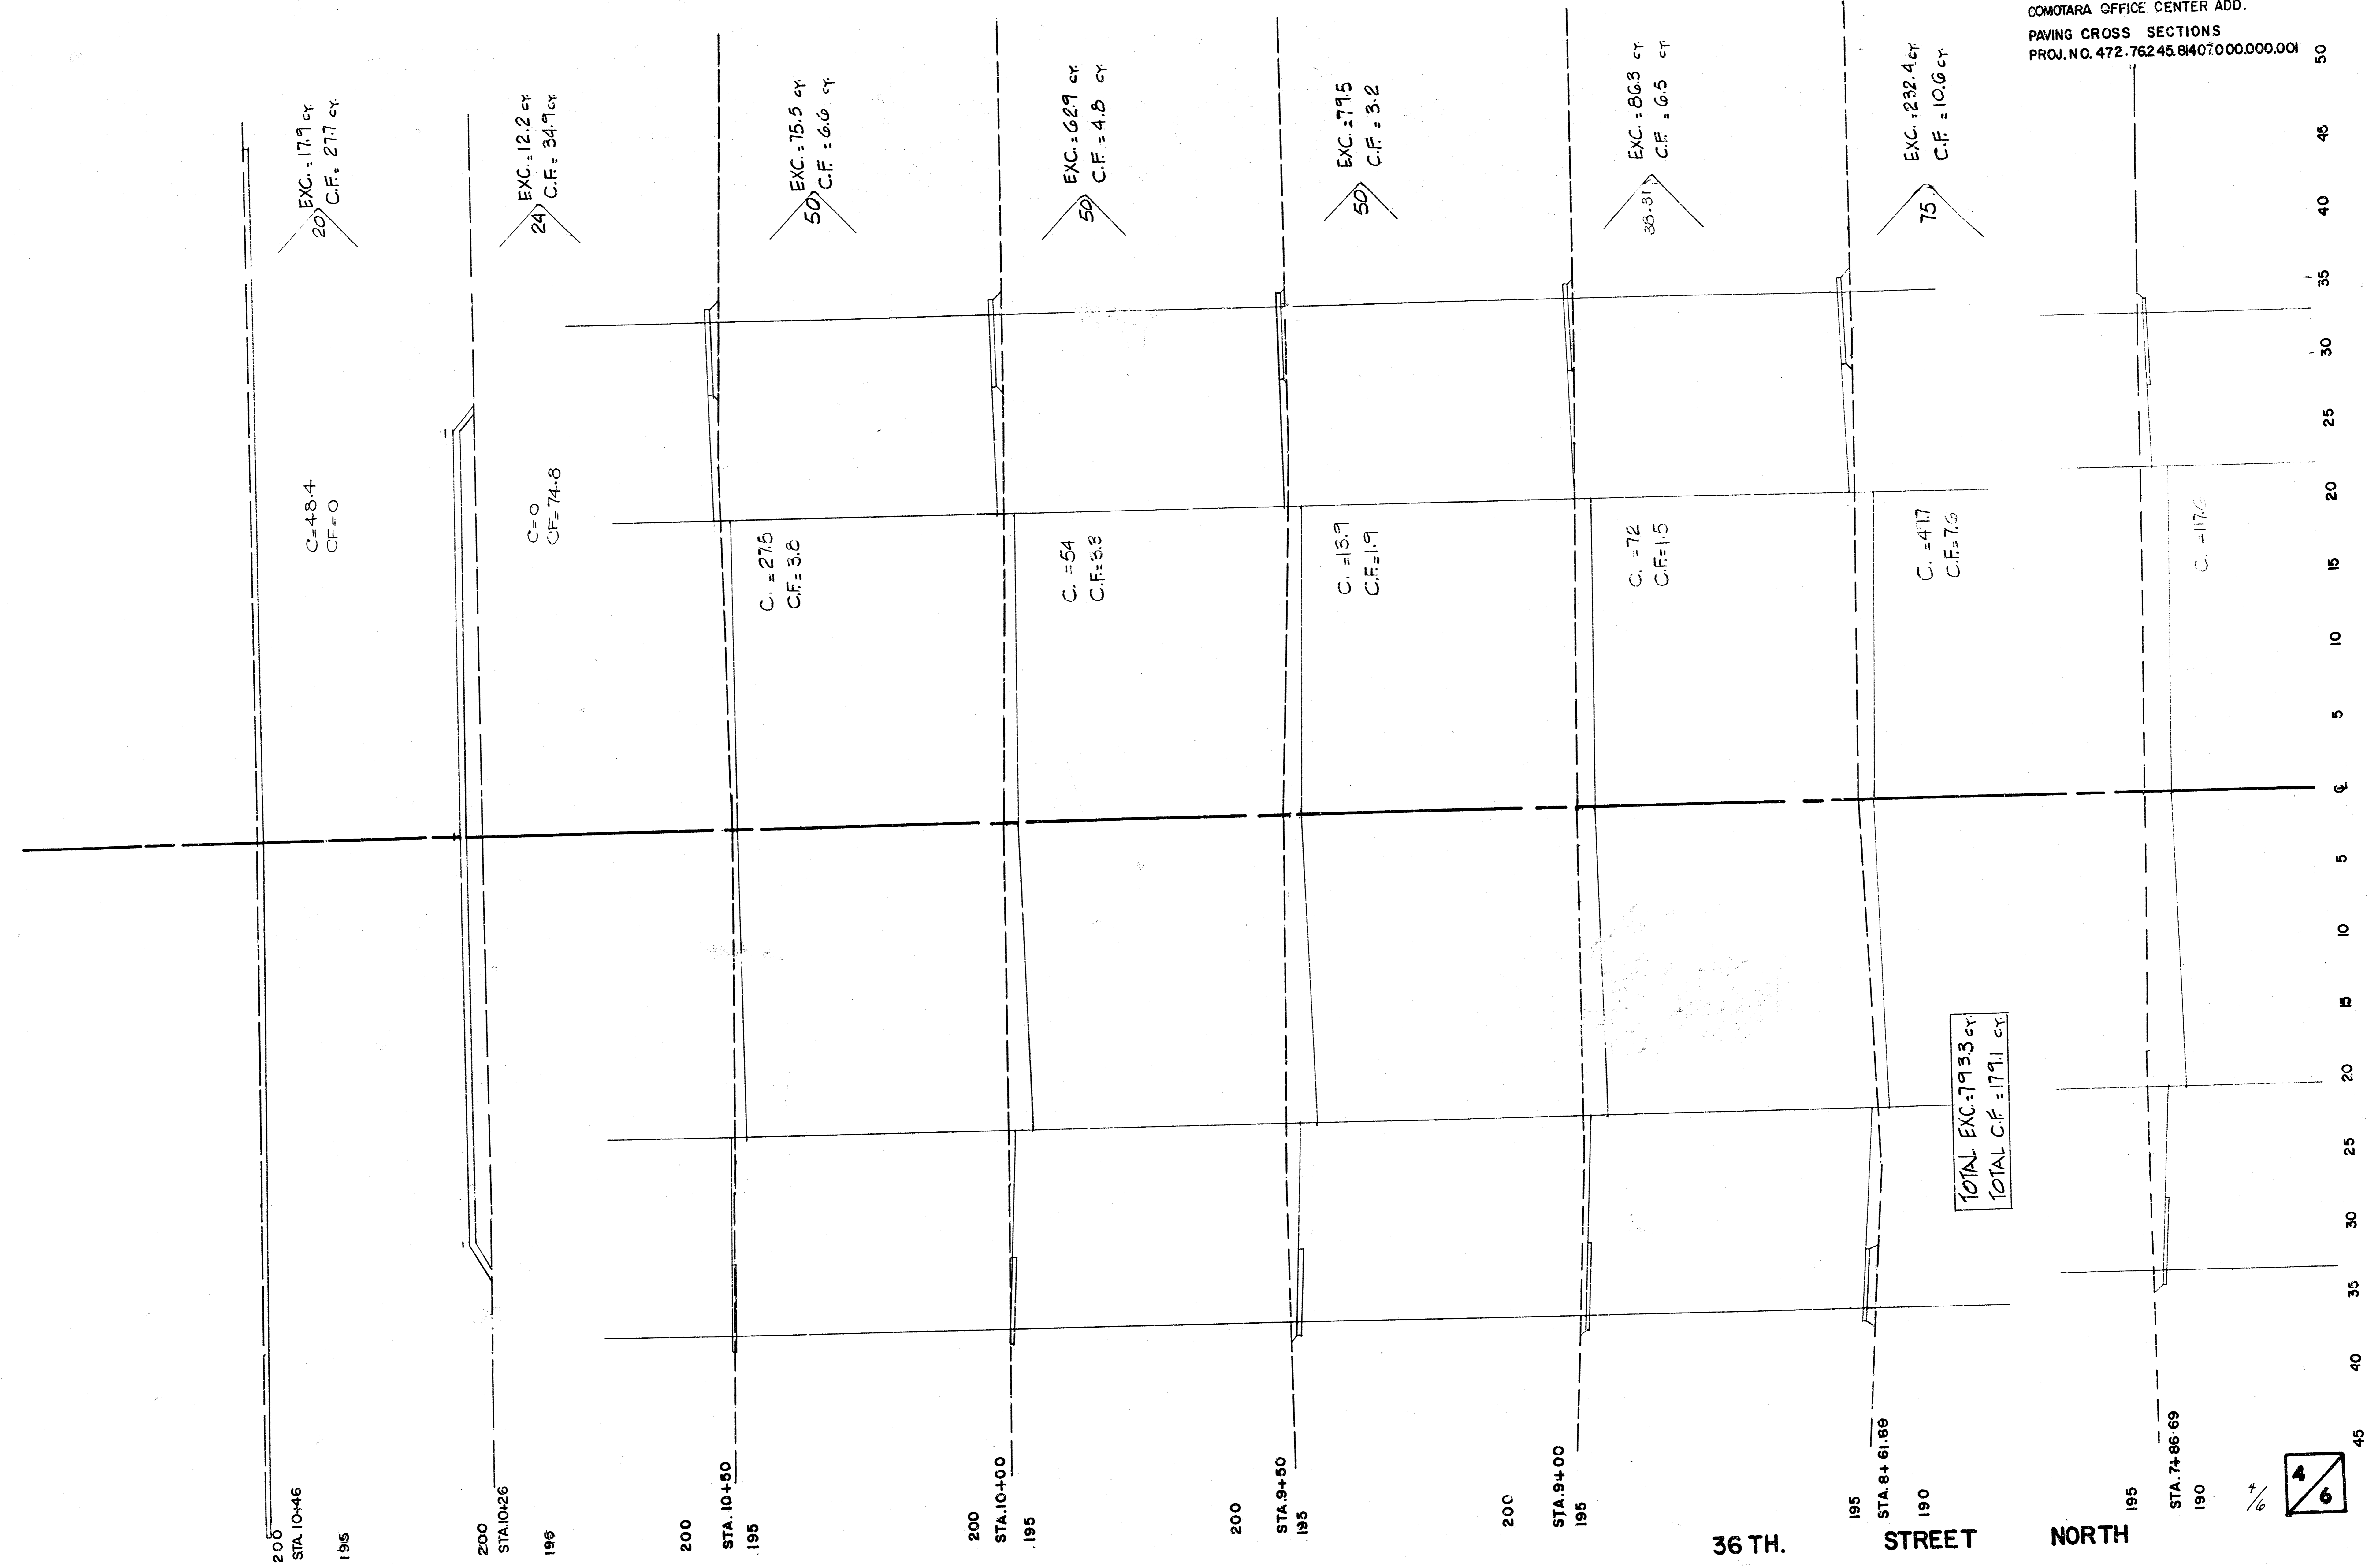 COMOTARA OFFICE CENTER ADD.
PAVING CROSS SECTIONS
PROJ. NO. 472.76245.81407.000.000.001
EXC. = 17.9 CY.
C.F. = 27.7 CY.
20
EXC. = 12.2 CY.
C.F. = 34.9 CY.
24
EXC. = 75.5 CY
C.F. = 6.6 CY
50
EXC. = 62.9 CY.
C.F. = 4.8 CY.
50
EXC. = 79.5
C.F. = 3.2
50
EXC. = 86.3 CY.
C.F. = 6.5 CY.
38.31
EXC. = 232.4 CY.
C.F. = 10.6 CY.
75
C = 48.4
CF = 0
C = 0
CF = 74.8
C. = 27.5
C.F. = 3.8
C. = 54
C.F. = 3.3
C. = 13.9
C.F. = 1.9
C. = 72
C.F. = 1.5
C. = 47.7
C.F. = 7.6
C. = 117.6
TOTAL EXC. = 793.3 CY.
TOTAL C.F. = 179.1 CY.
50
45
40
35
30
25
20
15
10
5
℄
5
10
15
20
25
30
35
40
45
200
STA. 10+46
195
200
STA. 10+26
195
200
STA. 10+50
195
200
STA. 10+00
195
200
STA. 9+50
195
200
STA. 9+00
195
195
STA. 8+61.69
190
195
STA. 7+86.69
190
4/6
4
6
36 TH. STREET NORTH